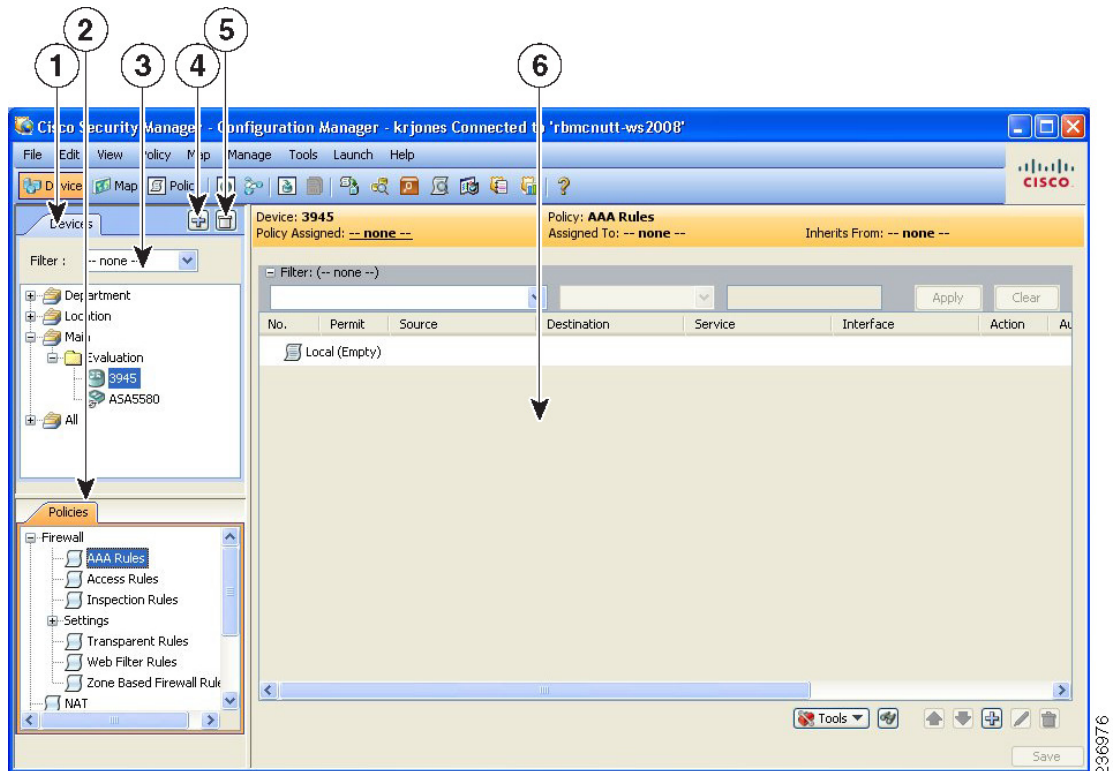 2
5
1
3
4
6
Cisco Security Manager - Configuration Manager - krjones Connected to 'rbmcnutt-ws2008'
File Edit View Policy Map Manage Tools Launch Help
Device Map Policy
CISCO
Devices
Device: 3945
Policy: AAA Rules
Policy Assigned: -- none --
Assigned To: -- none --
Inherits From: -- none --
Filter : -- none --
Filter: (-- none --)
Apply
Clear
No. Permit Source Destination Service Interface Action Au
Local (Empty)
Department
Location
Main
Evaluation
3945
ASA5580
All
Policies
Firewall
AAA Rules
Access Rules
Inspection Rules
Settings
Transparent Rules
Web Filter Rules
Zone Based Firewall Rule
NAT
Tools
Save
236976